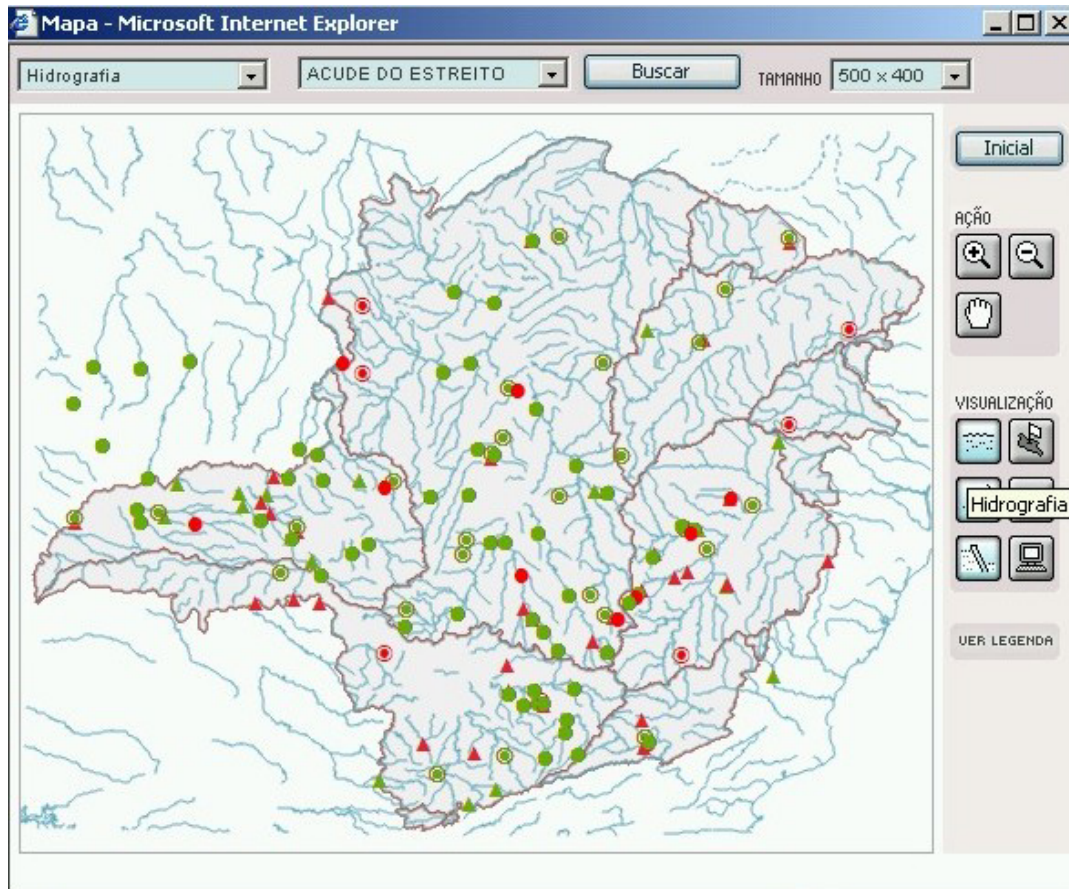 Mapa - Microsoft Internet Explorer
Hidrografia ACUDE DO ESTREITO Buscar TAMANHO 500 x 400
Inicial
AÇÃO
VISUALIZAÇÃO
Hidrografia
VER LEGENDA